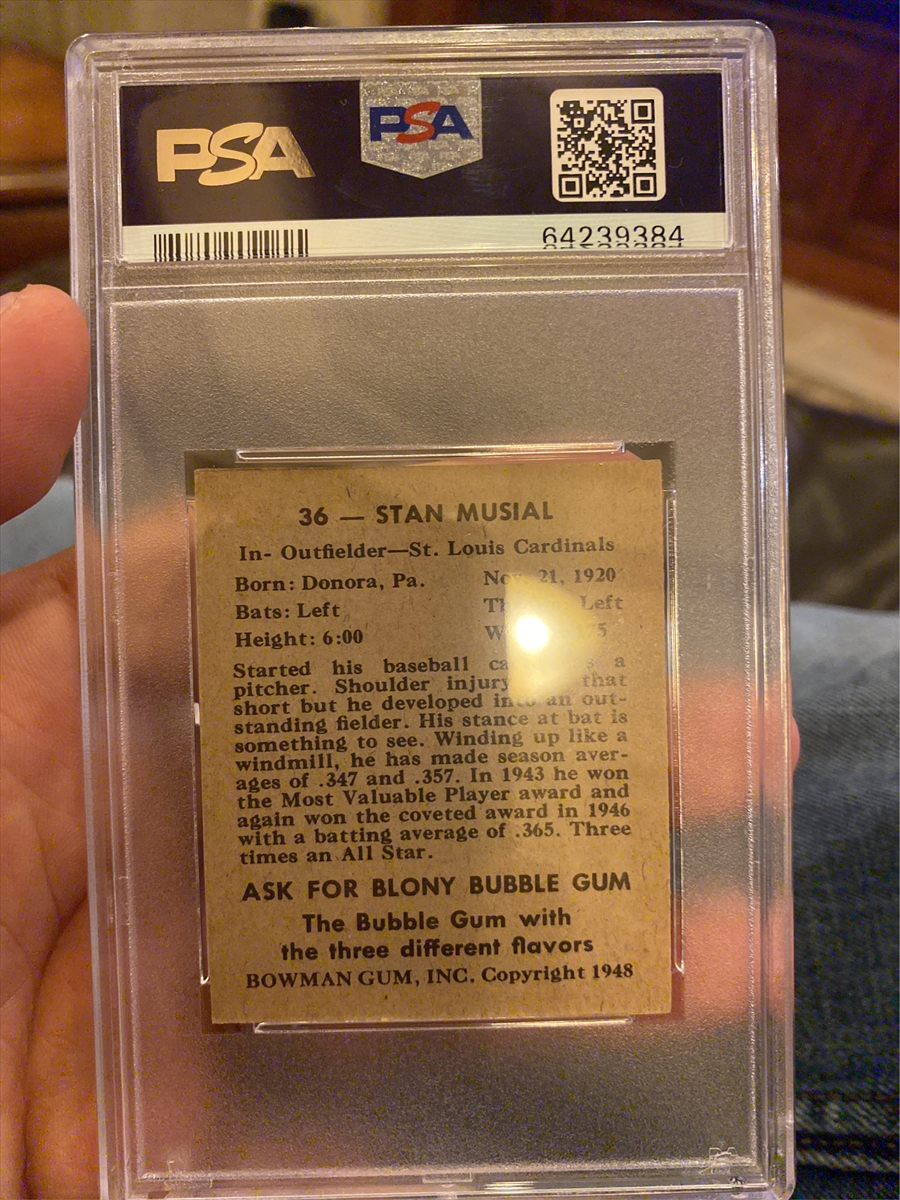 PSA PSA
64239384
36 — STAN MUSIAL
In- Outfielder—St. Louis Cardinals
Born: Donora, Pa. 21, 1920
Bats: Left Left
Height: 6:00
Started his baseball a
pitcher. Shoulder injury that
short but he developed into an out-
standing fielder. His stance at bat is
something to see. Winding up like a
windmill, he has made season aver-
ages of .347 and .357. In 1943 he won
the Most Valuable Player award and
again won the coveted award in 1946
with a batting average of .365. Three
times an All Star.
ASK FOR BLONY BUBBLE GUM
The Bubble Gum with
the three different flavors
BOWMAN GUM, INC. Copyright 1948